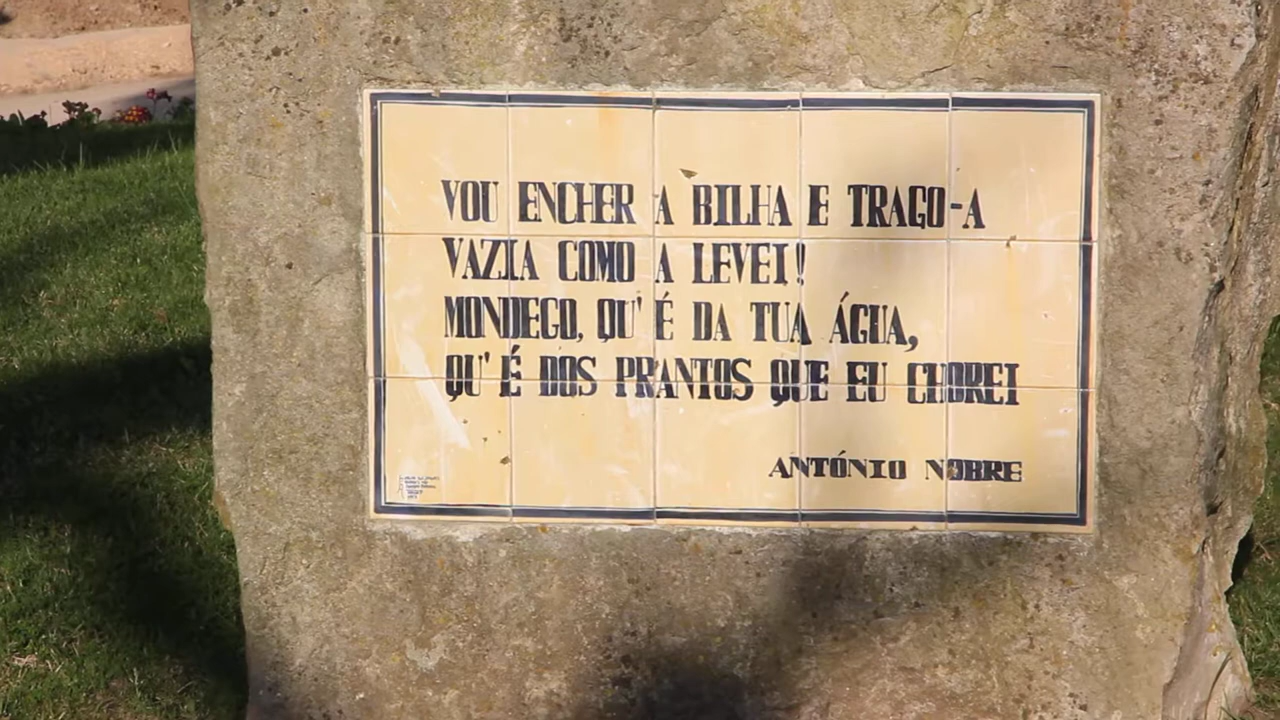 VOU ENCHER A BILHA E TRAGO-A
VAZIA COMO A LEVEI!
MONDEGO, QU' É DA TUA ÁGUA,
QU' É DOS PRANTOS QUE EU CHOREI
ANTÓNIO NOBRE